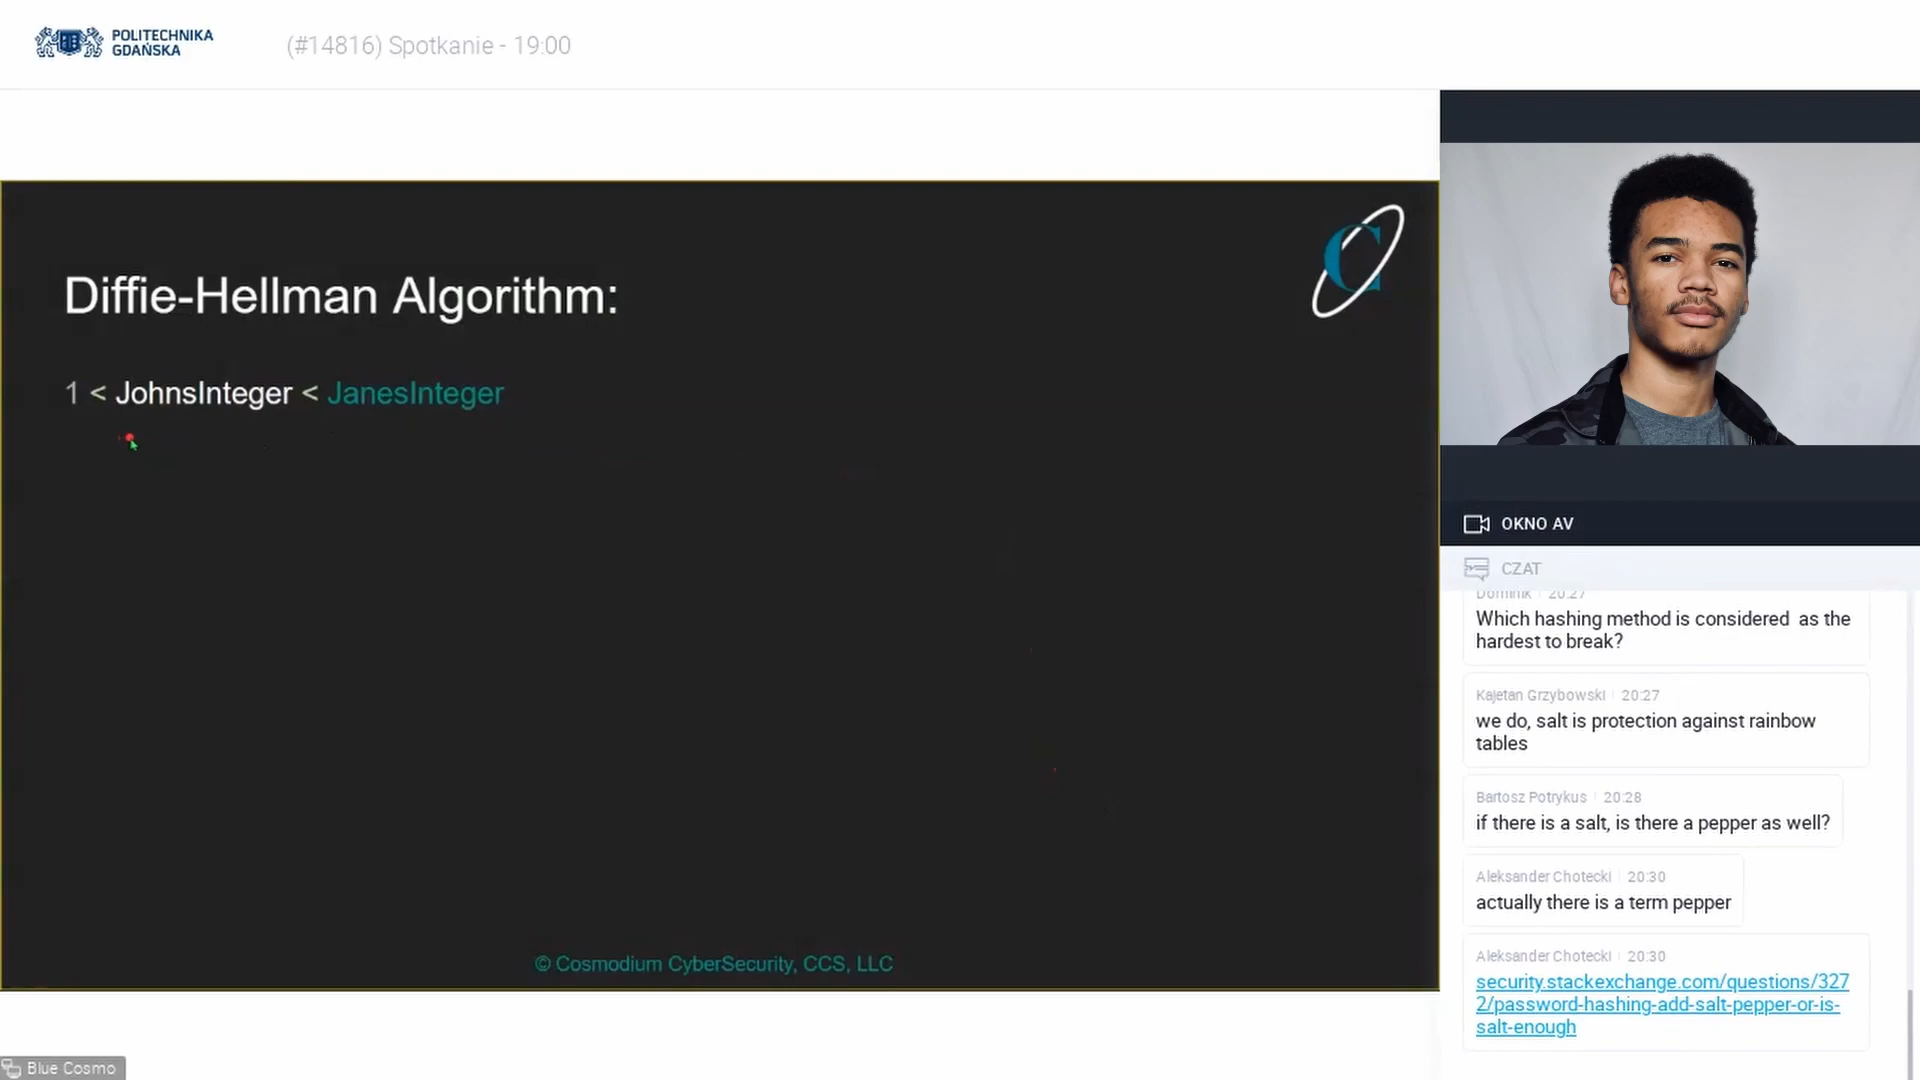 POLITECHNIKA
GDAŃSKA
(#14816) Spotkanie - 19:00
Diffie-Hellman Algorithm:
1 < JohnsInteger < JanesInteger
© Cosmodium CyberSecurity, CCS, LLC
Blue Cosmo
OKNO AV
CZAT
Dominik 20:27
Which hashing method is considered as the
hardest to break?
Kajetan Grzybowski 20:27
we do, salt is protection against rainbow
tables
Bartosz Potrykus 20:28
if there is a salt, is there a pepper as well?
Aleksander Chotecki 20:30
actually there is a term pepper
Aleksander Chotecki 20:30
security.stackexchange.com/questions/327
2/password-hashing-add-salt-pepper-or-is-
salt-enough